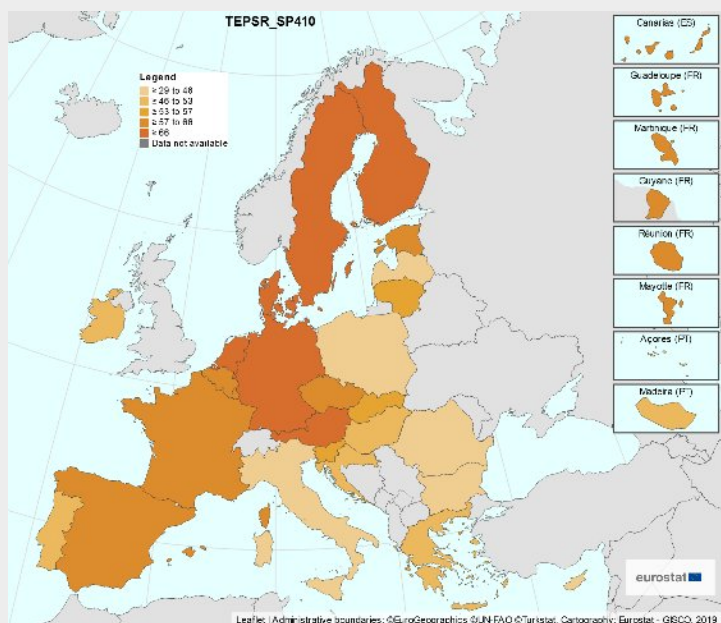 TEPSR_SP410
Legend
≥ 29 to 46
≥ 46 to 53
≥ 53 to 57
≥ 57 to 66
≥ 66
Data not available
Canarias (ES)
Guadeloupe (FR)
Martinique (FR)
Guyane (FR)
Réunion (FR)
Mayotte (FR)
Açores (PT)
Madeira (PT)
eurostat
Leaflet | Administrative boundaries: ©EuroGeographics ©UN-FAO ©Turkstat, Cartography: Eurostat - GISCO, 2019